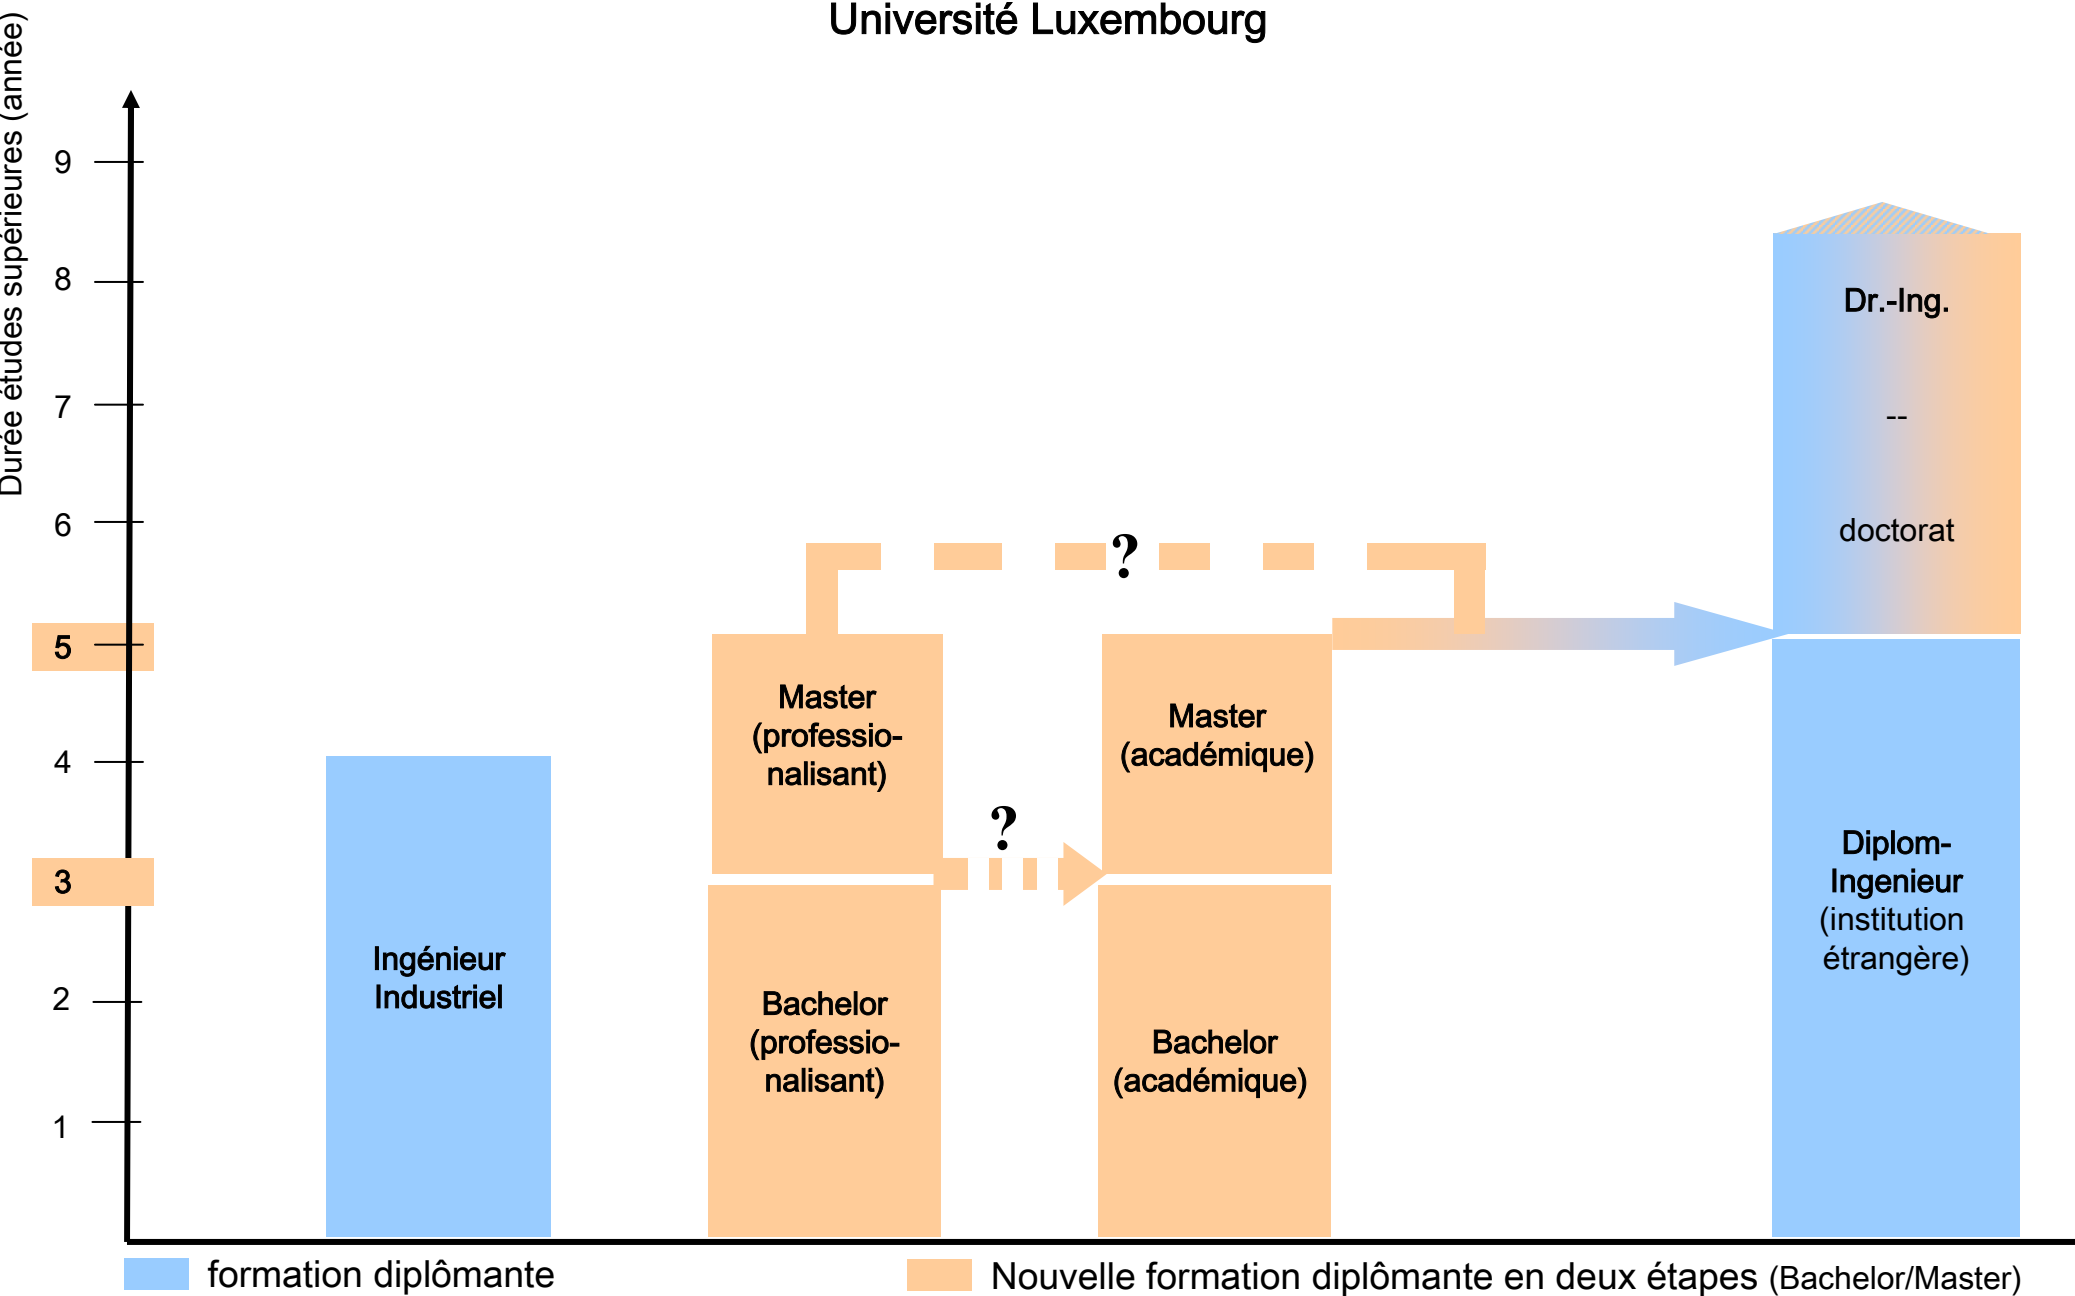 Université Luxembourg
Durée études supérieures (année)
9
8
7
6
5
4
3
2
1
Ingénieur
Industriel
Master
(professio-
nalisant)
Bachelor
(professio-
nalisant)
?
?
Master
(académique)
Bachelor
(académique)
Dr.-Ing.
--
doctorat
Diplom-
Ingenieur
(institution
étrangère)
formation diplômante
Nouvelle formation diplômante en deux étapes (Bachelor/Master)